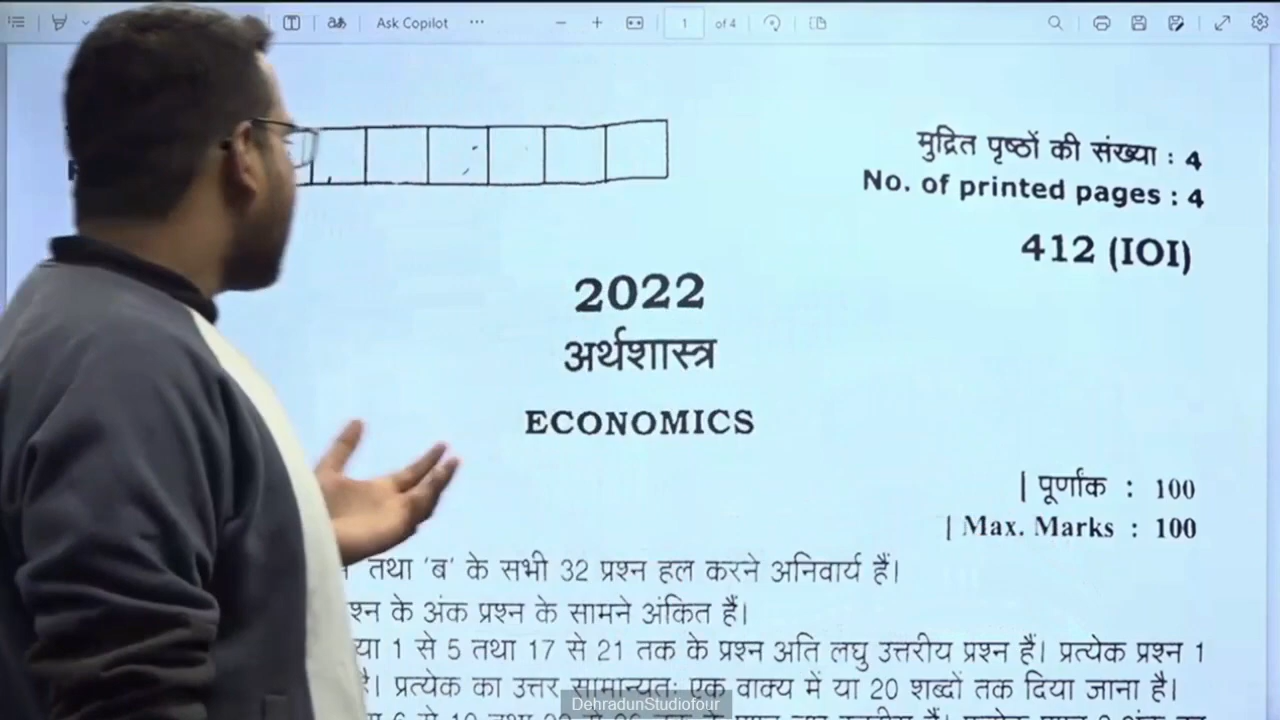 Ask Copilot
1 of 4
मुद्रित पृष्ठों की संख्या : 4
No. of printed pages : 4
412 (IOI)
2022
अर्थशास्त्र
ECONOMICS
| पूर्णांक : 100
| Max. Marks : 100
तथा 'ब' के सभी 32 प्रश्न हल करने अनिवार्य हैं।
के अंक प्रश्न के सामने अंकित हैं।
1 से 5 तथा 17 से 21 तक के प्रश्न अति लघु उत्तरीय प्रश्न हैं। प्रत्येक प्रश्न 1
प्रत्येक का उत्तर सामान्यतः एक वाक्य में या 20 शब्दों तक दिया जाना है।
DehradunStudiofour